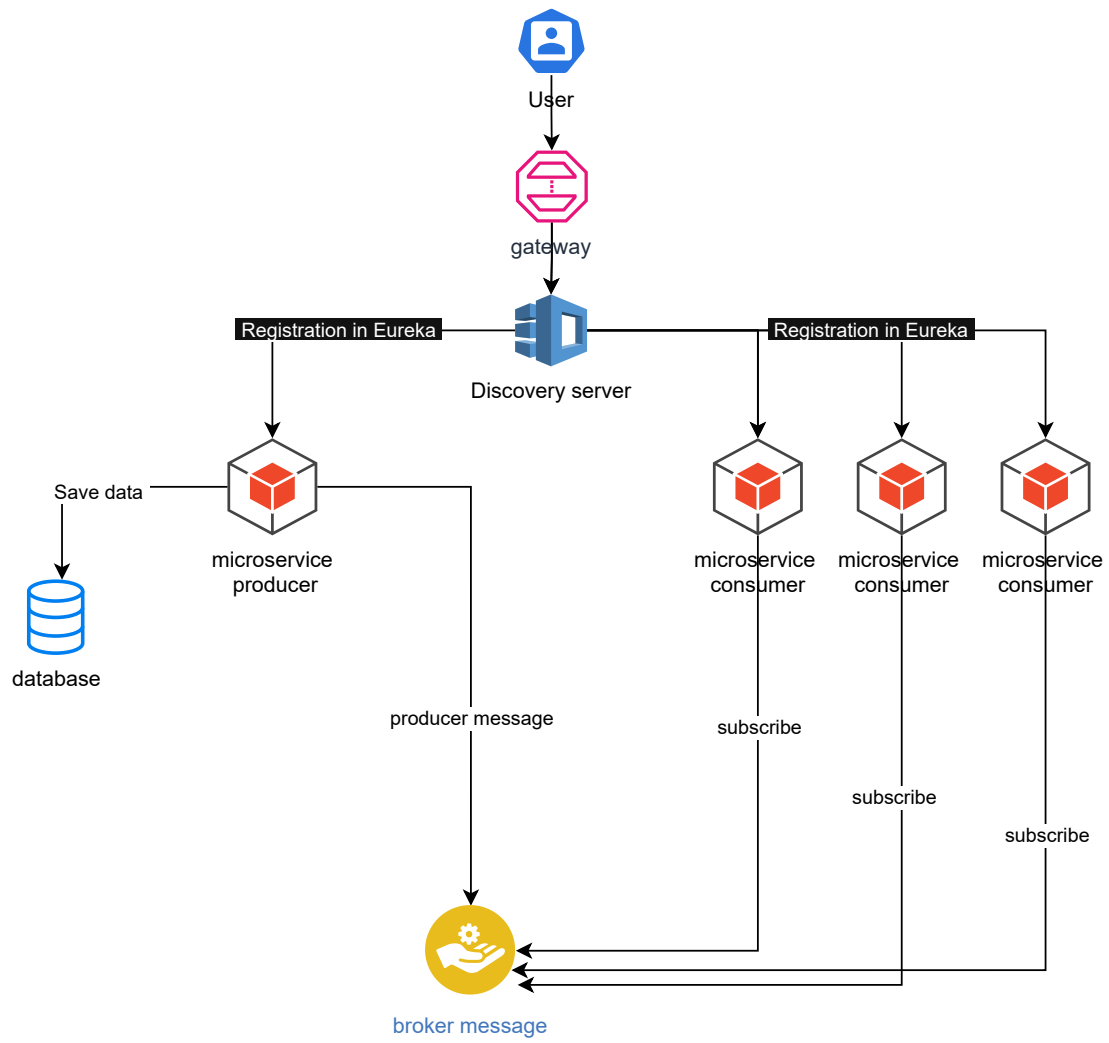 User
gateway
Registration in Eureka
Registration in Eureka
Discovery server
Save data
microservice
producer
microservice
consumer
microservice
consumer
microservice
consumer
database
producer message
subscribe
subscribe
subscribe
broker message